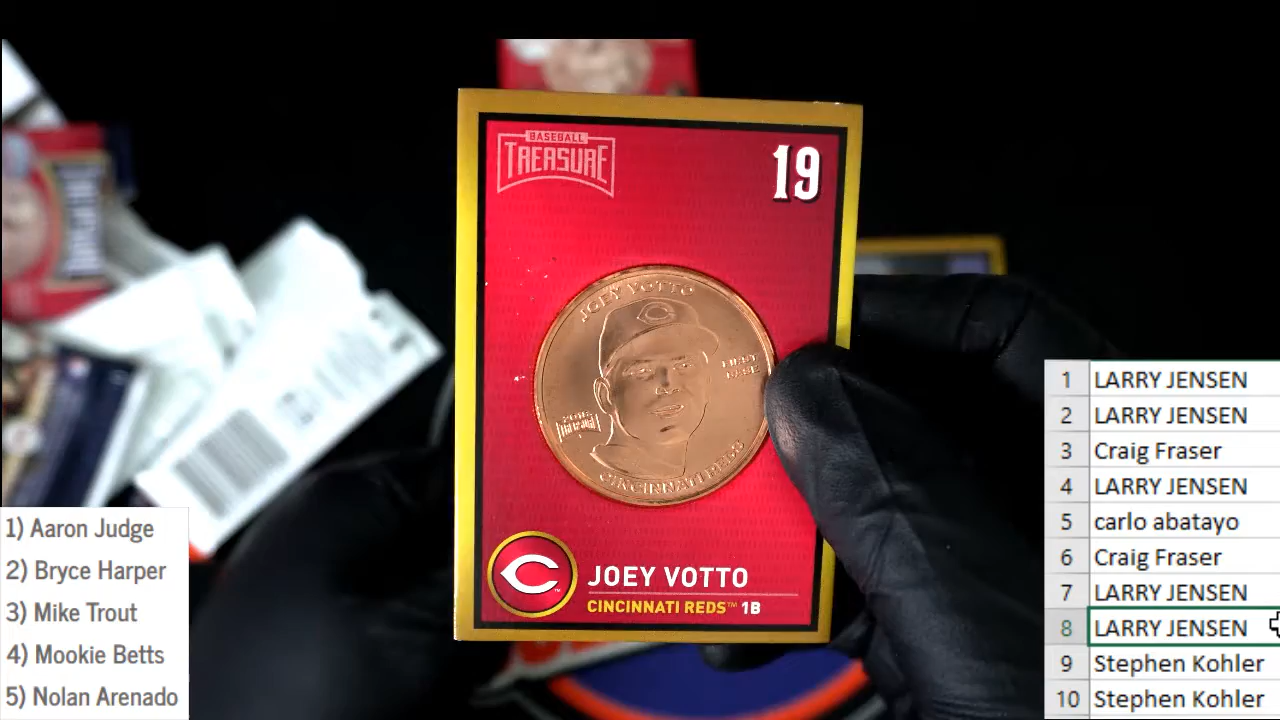 BASEBALL
TREASURE
19
JOEY VOTTO
FIRST
BASE
2018
TREASURE
CINCINNATI REDS
C
JOEY VOTTO
CINCINNATI REDS™ 1B
1) Aaron Judge
2) Bryce Harper
3) Mike Trout
4) Mookie Betts
5) Nolan Arenado
1 LARRY JENSEN
2 LARRY JENSEN
3 Craig Fraser
4 LARRY JENSEN
5 carlo abatayo
6 Craig Fraser
7 LARRY JENSEN
8 LARRY JENSEN
9 Stephen Kohler
10 Stephen Kohler